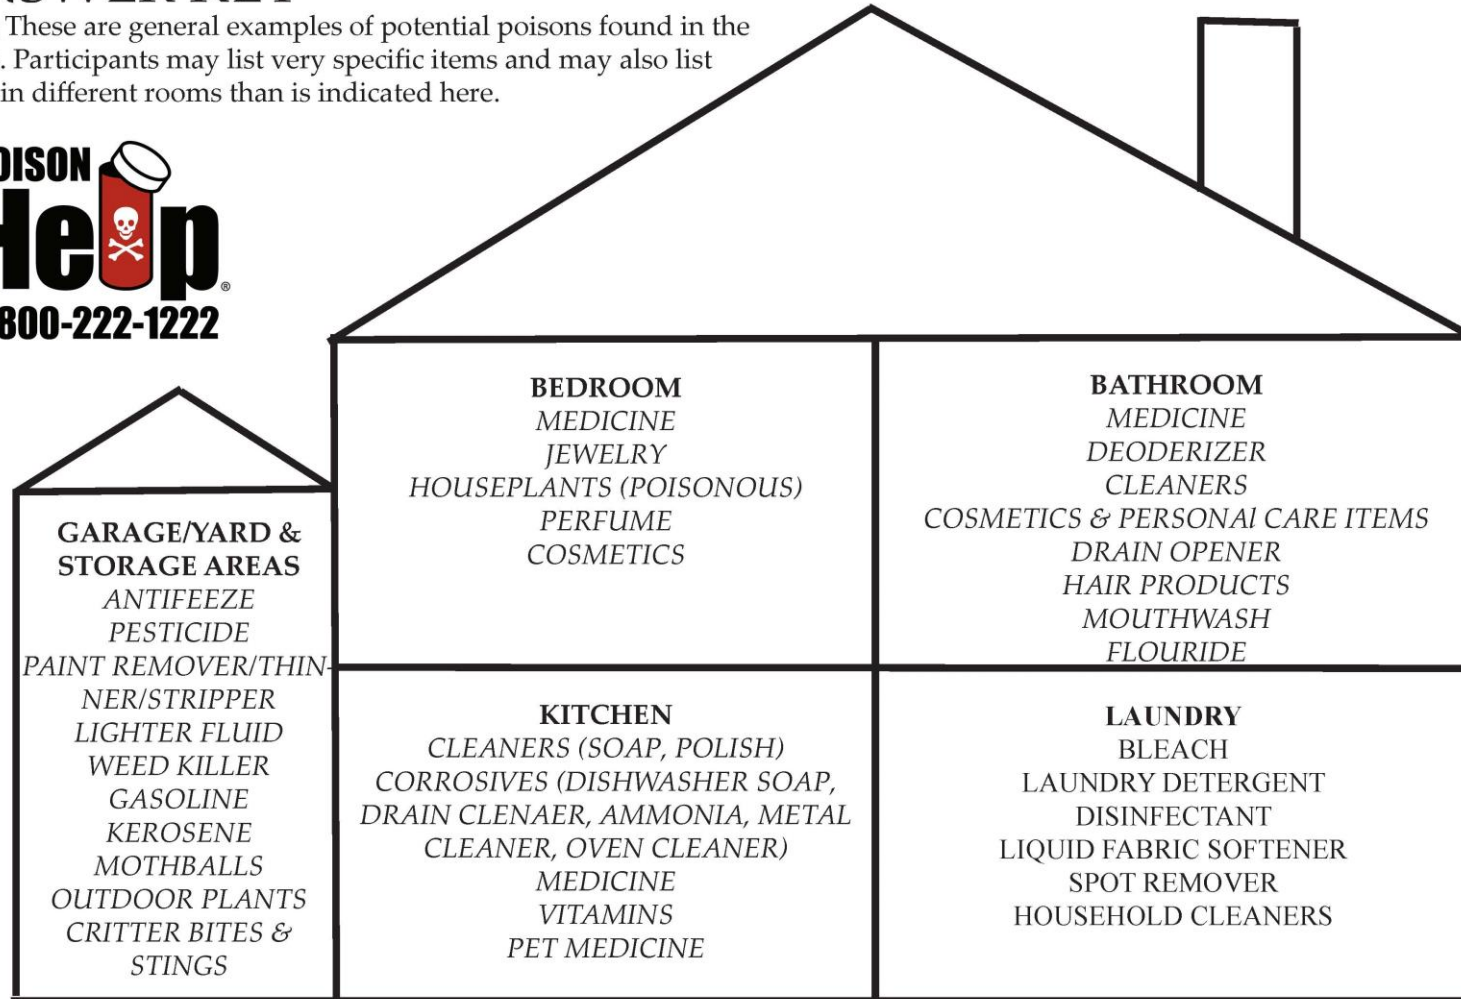 These are general examples of potential poisons found in the
. Participants may list very specific items and may also list
in different rooms than is indicated here.
Help®
800-222-1222
BEDROOM
MEDICINE
JEWELRY
HOUSEPLANTS (POISONOUS)
PERFUME
COSMETICS
BATHROOM
MEDICINE
DEODERIZER
CLEANERS
COSMETICS & PERSONAl CARE ITEMS
DRAIN OPENER
HAIR PRODUCTS
MOUTHWASH
FLOURIDE
GARAGE/YARD &
STORAGE AREAS
ANTIFEEZE
PESTICIDE
PAINT REMOVER/THIN-
NER/STRIPPER
LIGHTER FLUID
WEED KILLER
GASOLINE
KEROSENE
MOTHBALLS
OUTDOOR PLANTS
CRITTER BITES &
STINGS
KITCHEN
CLEANERS (SOAP, POLISH)
CORROSIVES (DISHWASHER SOAP,
DRAIN CLENAER, AMMONIA, METAL
CLEANER, OVEN CLEANER)
MEDICINE
VITAMINS
PET MEDICINE
LAUNDRY
BLEACH
LAUNDRY DETERGENT
DISINFECTANT
LIQUID FABRIC SOFTENER
SPOT REMOVER
HOUSEHOLD CLEANERS